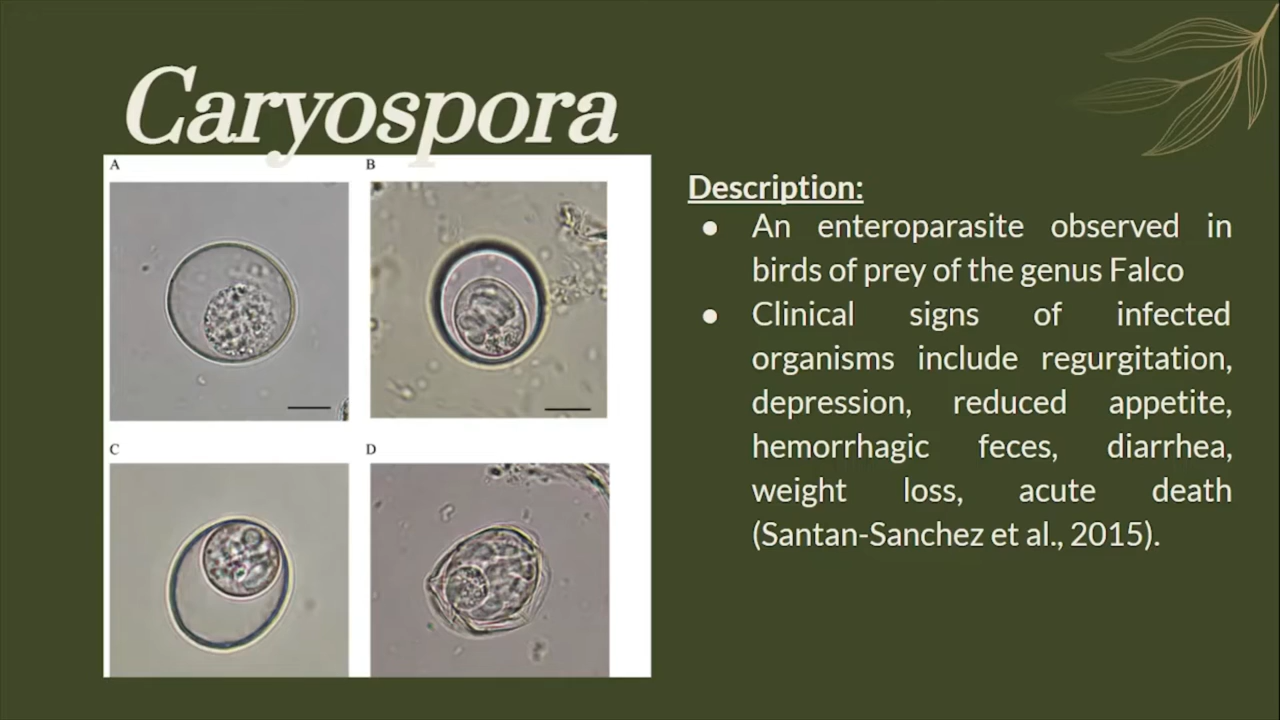 Caryospora
A
B
C
D
Description:
● An enteroparasite observed in
birds of prey of the genus Falco
● Clinical signs of infected
organisms include regurgitation,
depression, reduced appetite,
hemorrhagic feces, diarrhea,
weight loss, acute death
(Santan-Sanchez et al., 2015).